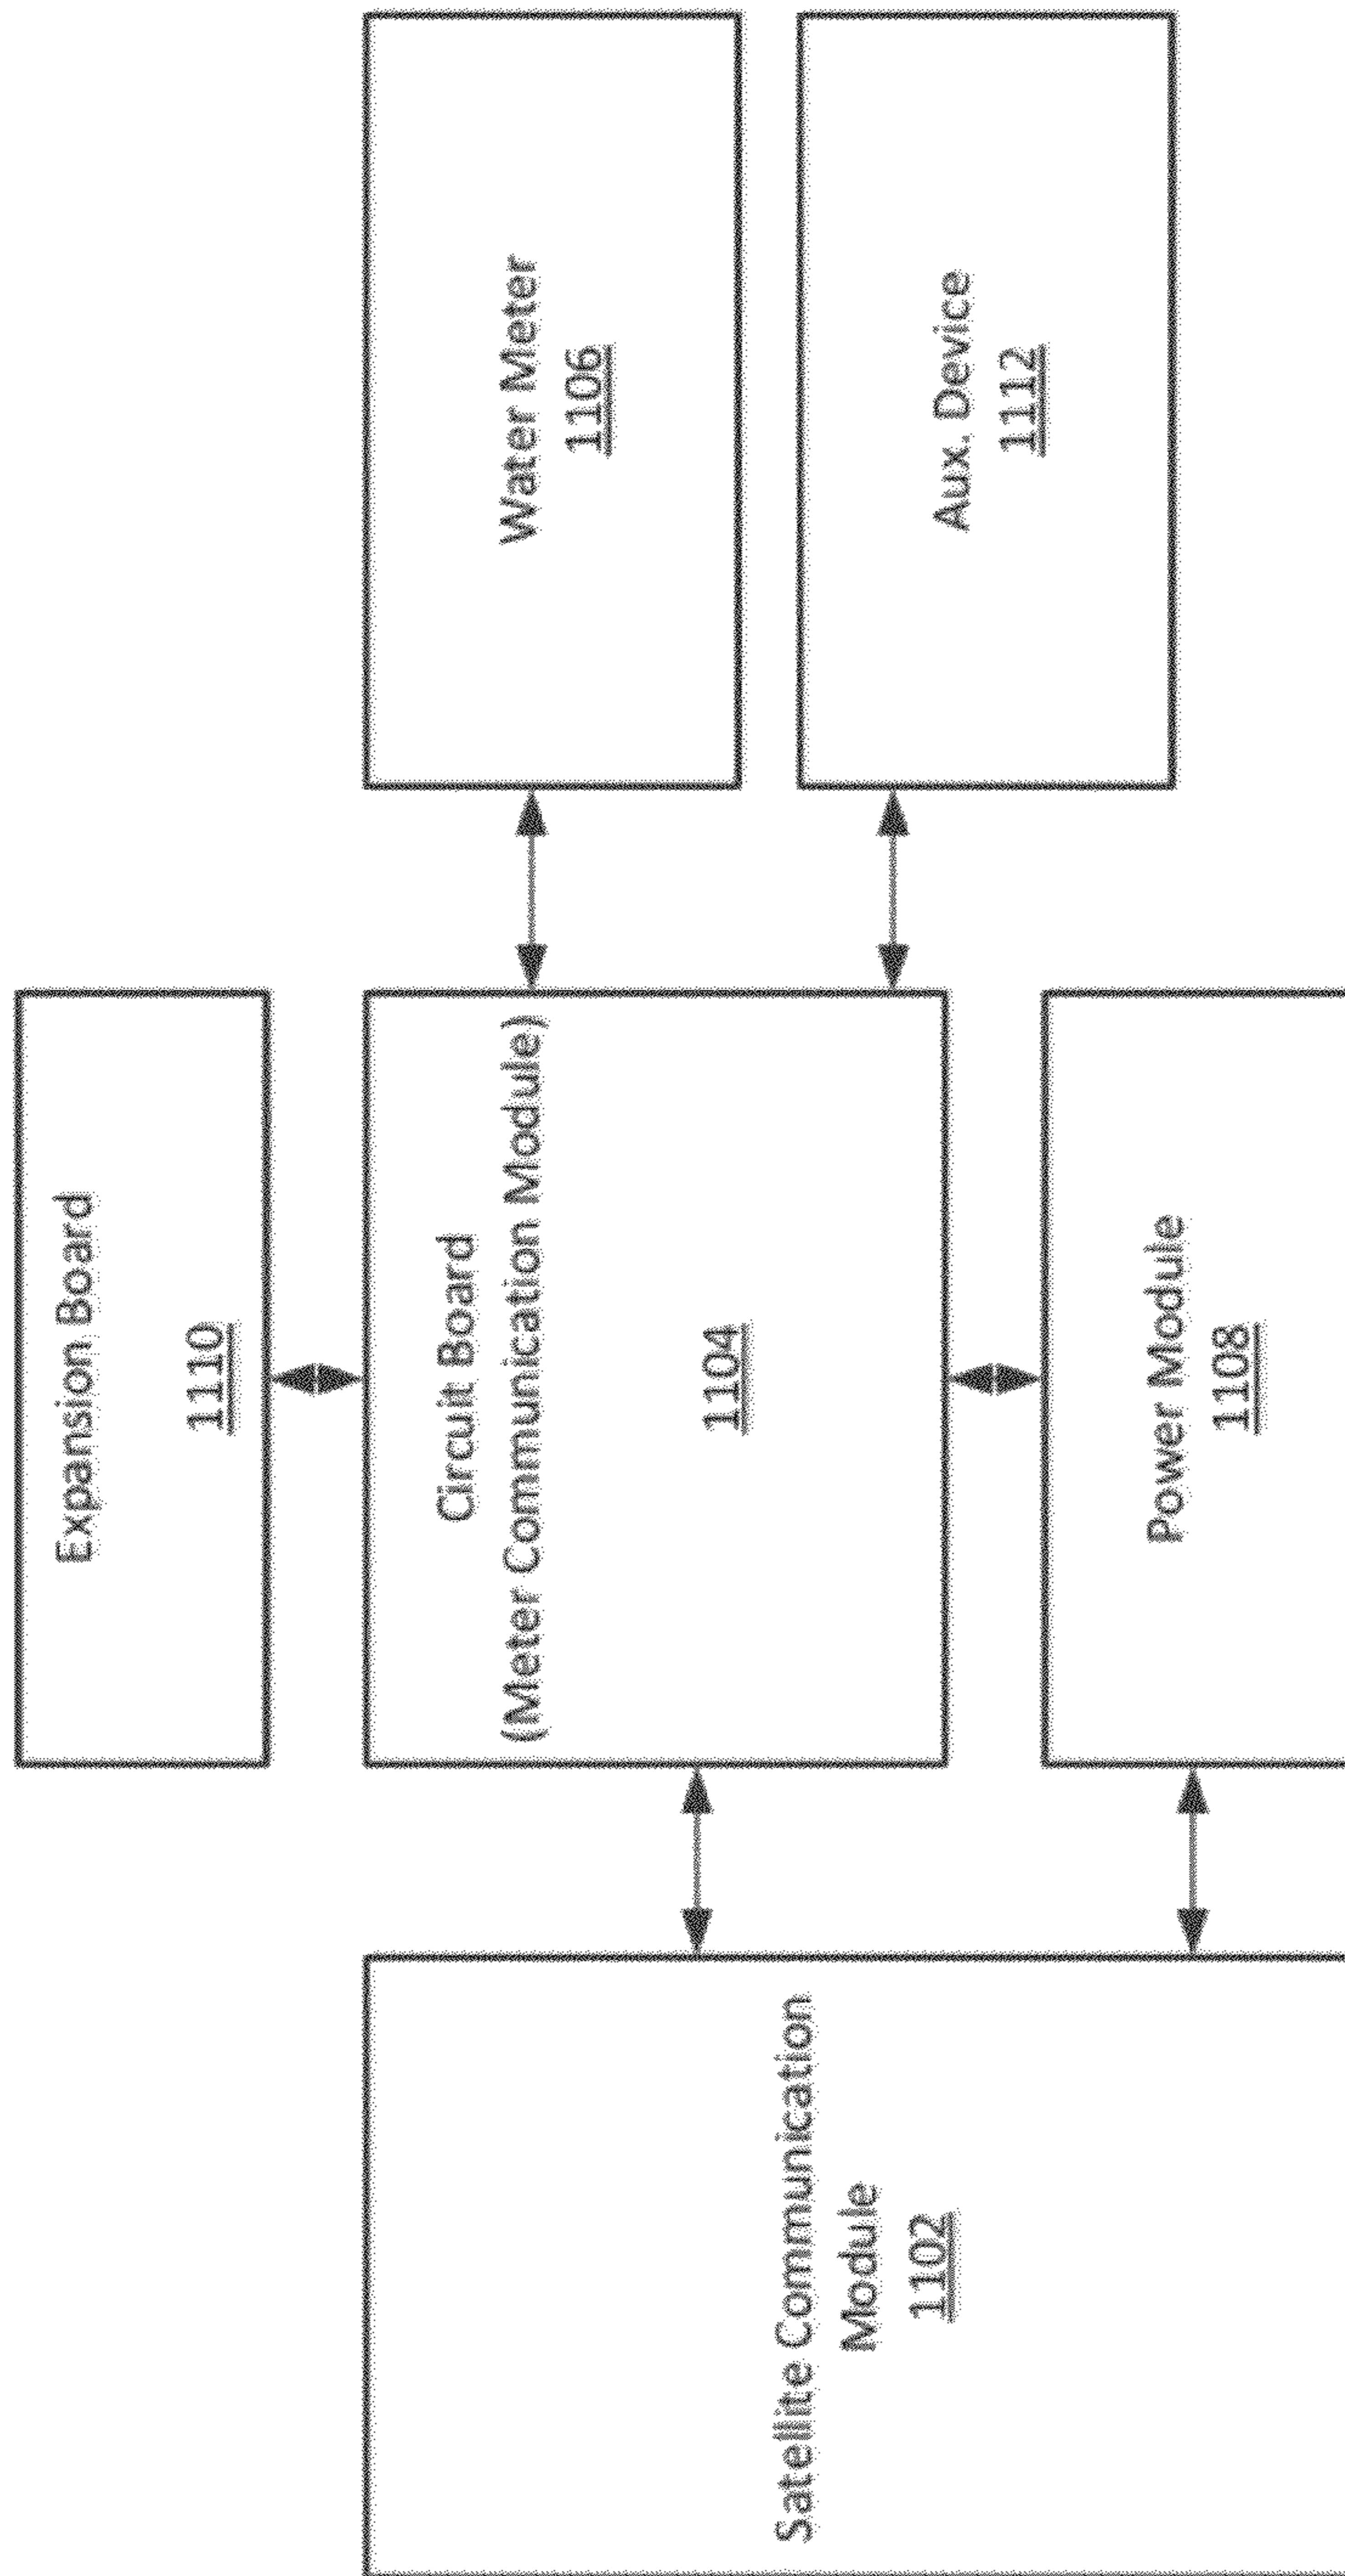 Expansion Board
1110
Circuit Board
(Meter Communication Module)
1104
Water Meter
1106
Aux. Device
1112
Satellite Communication
Module
1102
Power Module
1108